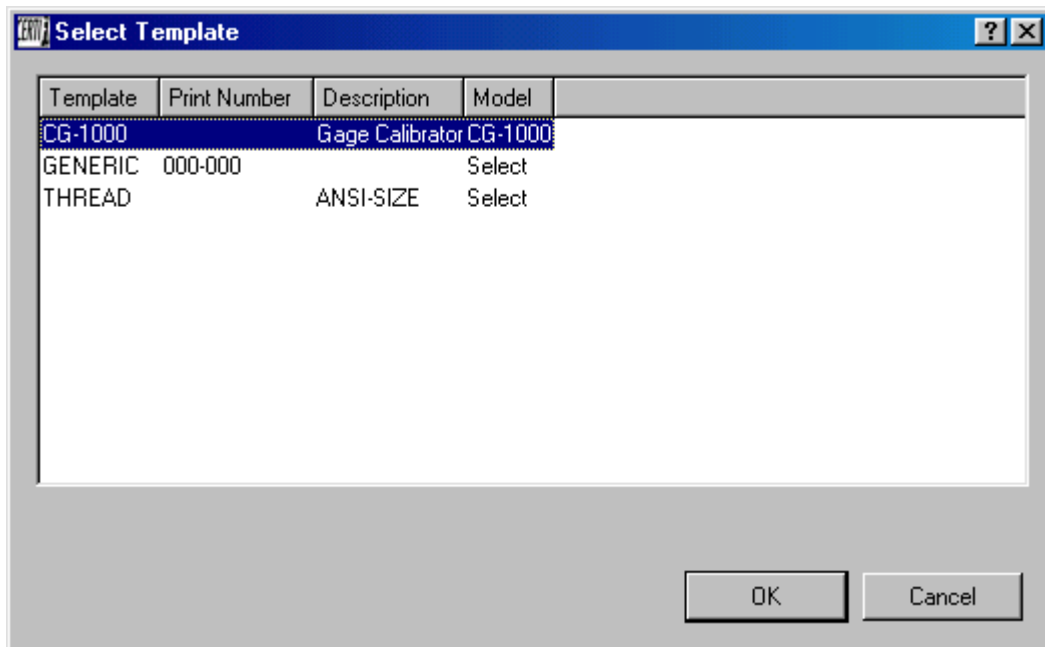 Select Template
Template Print Number Description Model
CG-1000 Gage Calibrator CG-1000
GENERIC 000-000 Select
THREAD ANSI-SIZE Select
OK Cancel